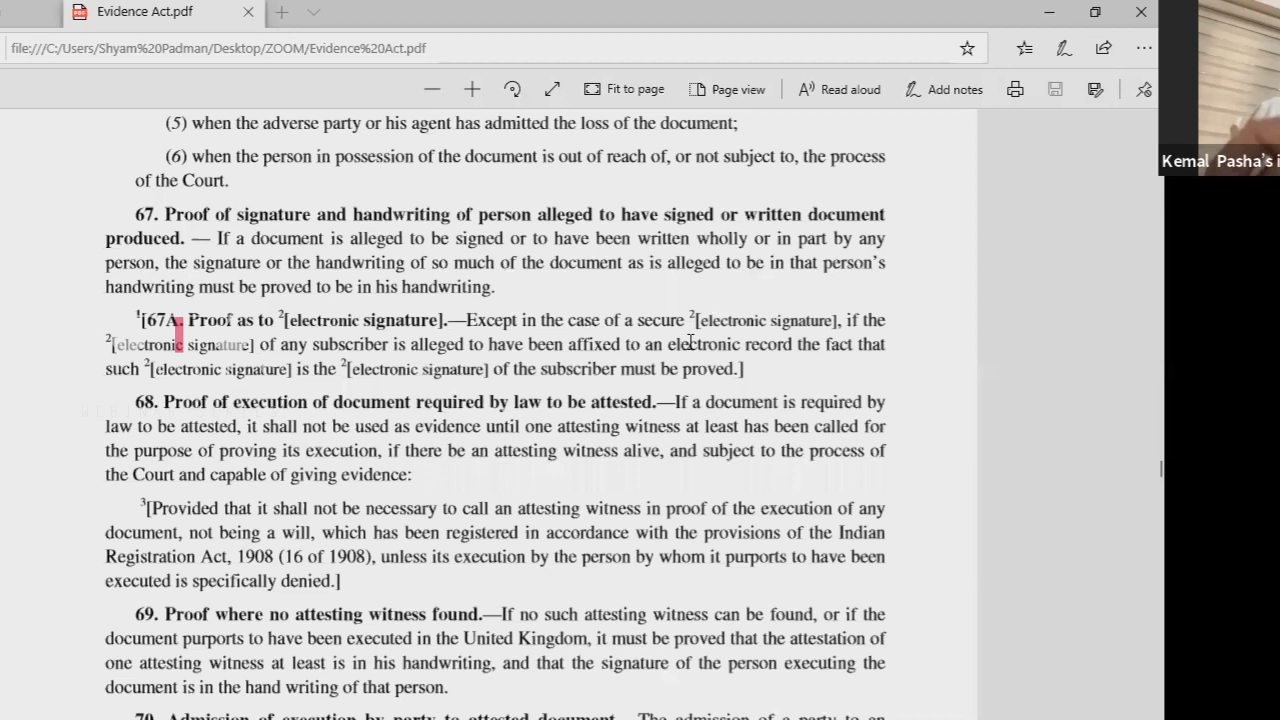 Evidence Act.pdf
file:///C:/Users/Shyam%20Padman/Desktop/ZOOM/Evidence%20Act.pdf
Fit to page Page view Read aloud Add notes
(5) when the adverse party or his agent has admitted the loss of the document;
(6) when the person in possession of the document is out of reach of, or not subject to, the process
of the Court.
67. Proof of signature and handwriting of person alleged to have signed or written document
produced. — If a document is alleged to be signed or to have been written wholly or in part by any
person, the signature or the handwriting of so much of the document as is alleged to be in that person's
handwriting must be proved to be in his handwriting.
1[67A. Proof as to 2[electronic signature].—Except in the case of a secure 2[electronic signature], if the
2[electronic signature] of any subscriber is alleged to have been affixed to an electronic record the fact that
such 2[electronic signature] is the 2[electronic signature] of the subscriber must be proved.]
68. Proof of execution of document required by law to be attested.—If a document is required by
law to be attested, it shall not be used as evidence until one attesting witness at least has been called for
the purpose of proving its execution, if there be an attesting witness alive, and subject to the process of
the Court and capable of giving evidence:
3[Provided that it shall not be necessary to call an attesting witness in proof of the execution of any
document, not being a will, which has been registered in accordance with the provisions of the Indian
Registration Act, 1908 (16 of 1908), unless its execution by the person by whom it purports to have been
executed is specifically denied.]
69. Proof where no attesting witness found.—If no such attesting witness can be found, or if the
document purports to have been executed in the United Kingdom, it must be proved that the attestation of
one attesting witness at least is in his handwriting, and that the signature of the person executing the
document is in the hand writing of that person.
70. Admission of execution by party to attested document.—The admission of a party to an
Kemal Pasha's i